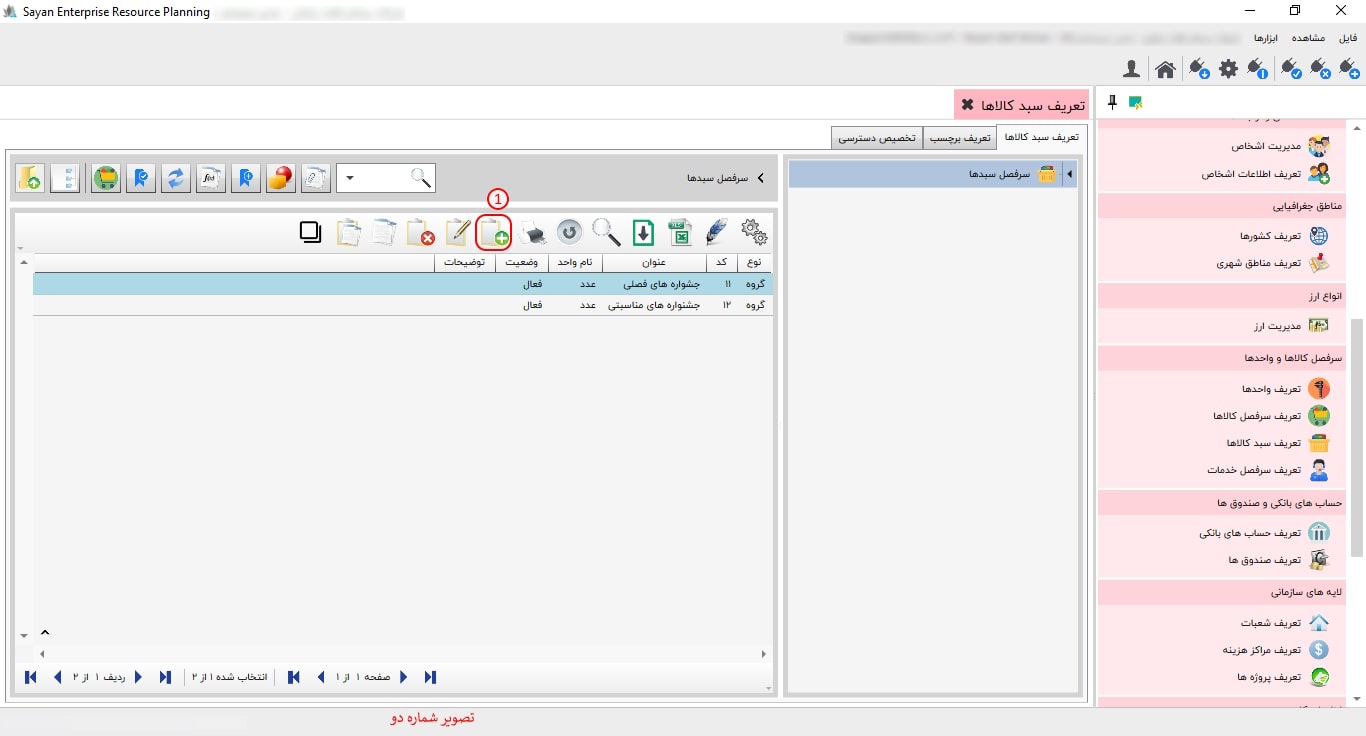 Sayan Enterprise Resource Planning
فایل
مشاهده
ابزارها
تعریف سبد کالاها
تعریف سبد کالاها
تعریف برچسب
تخصیص دسترسی
سرفصل سبدها
سرفصل سبدها
1
نوع
کد
عنوان
نام واحد
وضعیت
توضیحات
گروه ۱۱ جشواره های فصلی عدد فعال
گروه ۱۲ جشنواره های مناسبتی عدد فعال
ردیف ۱ از ۲
انتخاب شده ۱ از ۲
صفحه ۱ از ۱
مدیریت اشخاص
تعریف اطلاعات اشخاص
مناطق جغرافیایی
تعریف کشورها
تعریف مناطق شهری
انواع ارز
مدیریت ارز
سرفصل کالاها و واحدها
تعریف واحدها
تعریف سرفصل کالاها
تعریف سبد کالاها
تعریف سرفصل خدمات
حساب های بانکی و صندوق ها
تعریف حساب های بانکی
تعریف صندوق ها
لایه های سازمانی
تعریف شعبات
تعریف مراکز هزینه
تعریف پروژه ها
تصویر شماره دو